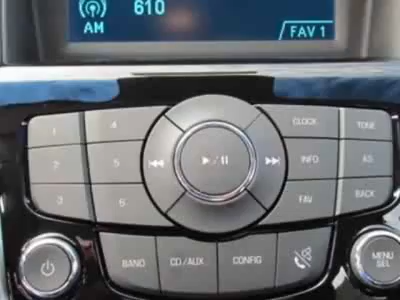 610
AM
FAV 1
1
4
CLOCK
TONE
2
5
INFO
AS
3
6
FAV
BACK
BAND
CD/AUX
CONFIG
MENU
SEL